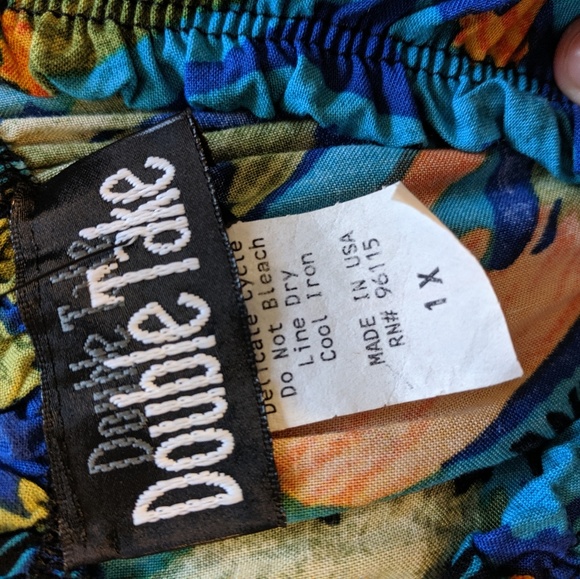 Double Take
Double Take
Delicate Cycle
Do Not Bleach
Line Dry
Cool Iron
MADE IN USA
RN# 96115
1X